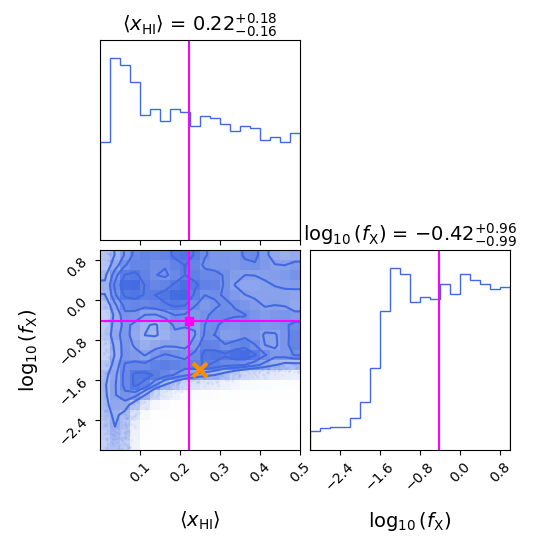 ⟨x_HI⟩ = 0.22^{+0.18}_{−0.16}
log₁₀ (f_X) = −0.42^{+0.96}_{−0.99}
0.8
0.0
−0.8
−1.6
−2.4
log₁₀ (f_X)
0.1 0.2 0.3 0.4 0.5
−2.4 −1.6 −0.8 0.0 0.8
⟨x_HI⟩
log₁₀ (f_X)